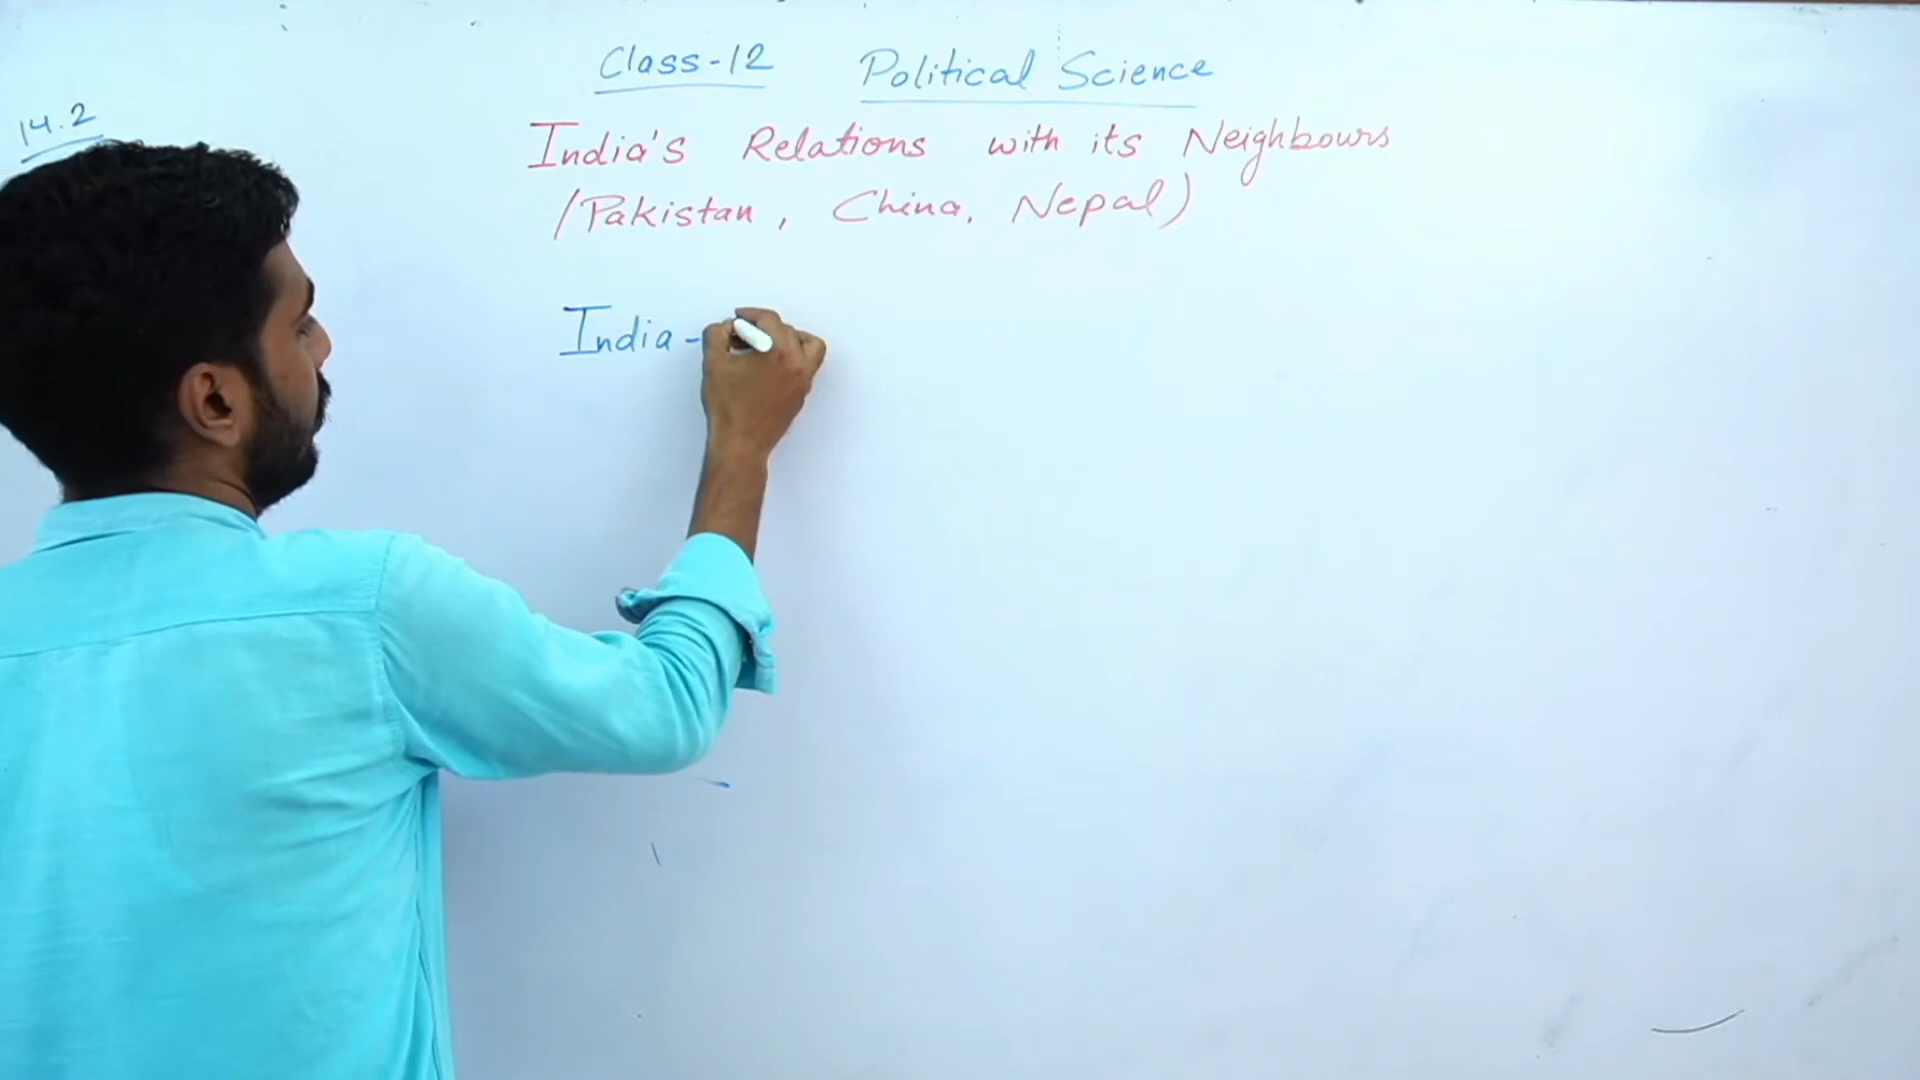 Class-12 Political Science
14.2
India's Relations with its Neighbours
(Pakistan, China, Nepal)
India -